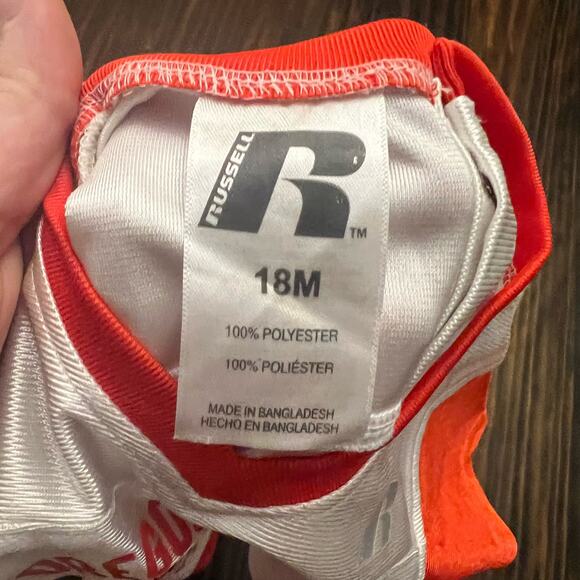 RUSSELL
R
TM
18M
100% POLYESTER
100% POLIÉSTER
MADE IN BANGLADESH
HECHO EN BANGLADESH
R